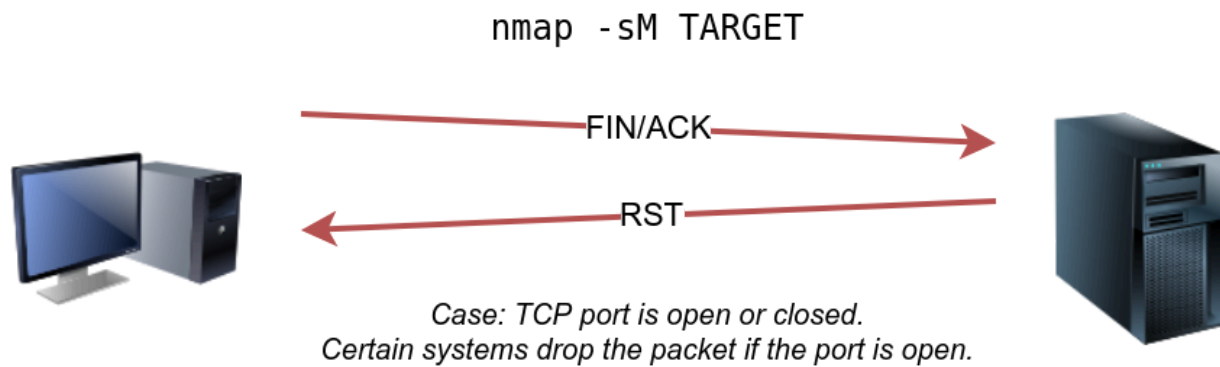 nmap -sM TARGET
FIN/ACK
RST
Case: TCP port is open or closed.
Certain systems drop the packet if the port is open.